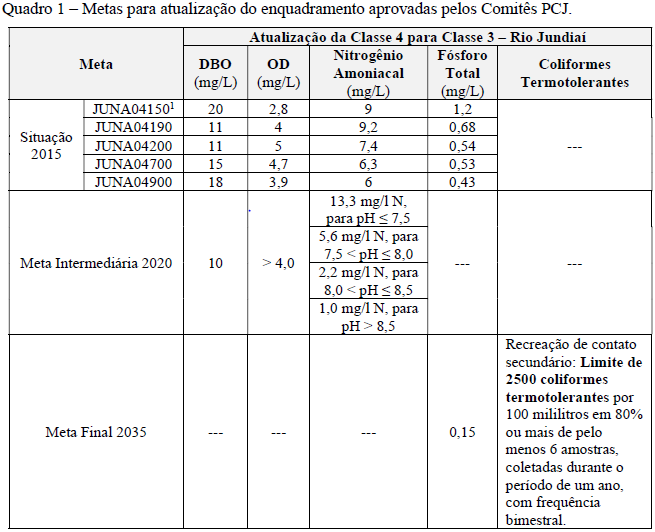 Quadro 1 – Metas para atualização do enquadramento aprovadas pelos Comitês PCJ.
Meta
Atualização da Classe 4 para Classe 3 – Rio Jundiaí
DBO
(mg/L)
OD
(mg/L)
Nitrogênio
Amoniacal
(mg/L)
Fósforo
Total
(mg/L)
Coliformes
Termotolerantes
Situação
2015
JUNA04150¹ 20 2,8 9 1,2
JUNA04190 11 4 9,2 0,68
JUNA04200 11 5 7,4 0,54
JUNA04700 15 4,7 6,3 0,53
JUNA04900 18 3,9 6 0,43
---
Meta Intermediária 2020
10
> 4,0
13,3 mg/l N,
para pH ≤ 7,5
5,6 mg/l N, para
7,5 < pH ≤ 8,0
2,2 mg/l N, para
8,0 < pH ≤ 8,5
1,0 mg/l N, para
pH > 8,5
---
---
Meta Final 2035
---
---
---
0,15
Recreação de contato
secundário: Limite de
2500 coliformes
termotolerantes por
100 mililitros em 80%
ou mais de pelo
menos 6 amostras,
coletadas durante o
período de um ano,
com frequência
bimestral.